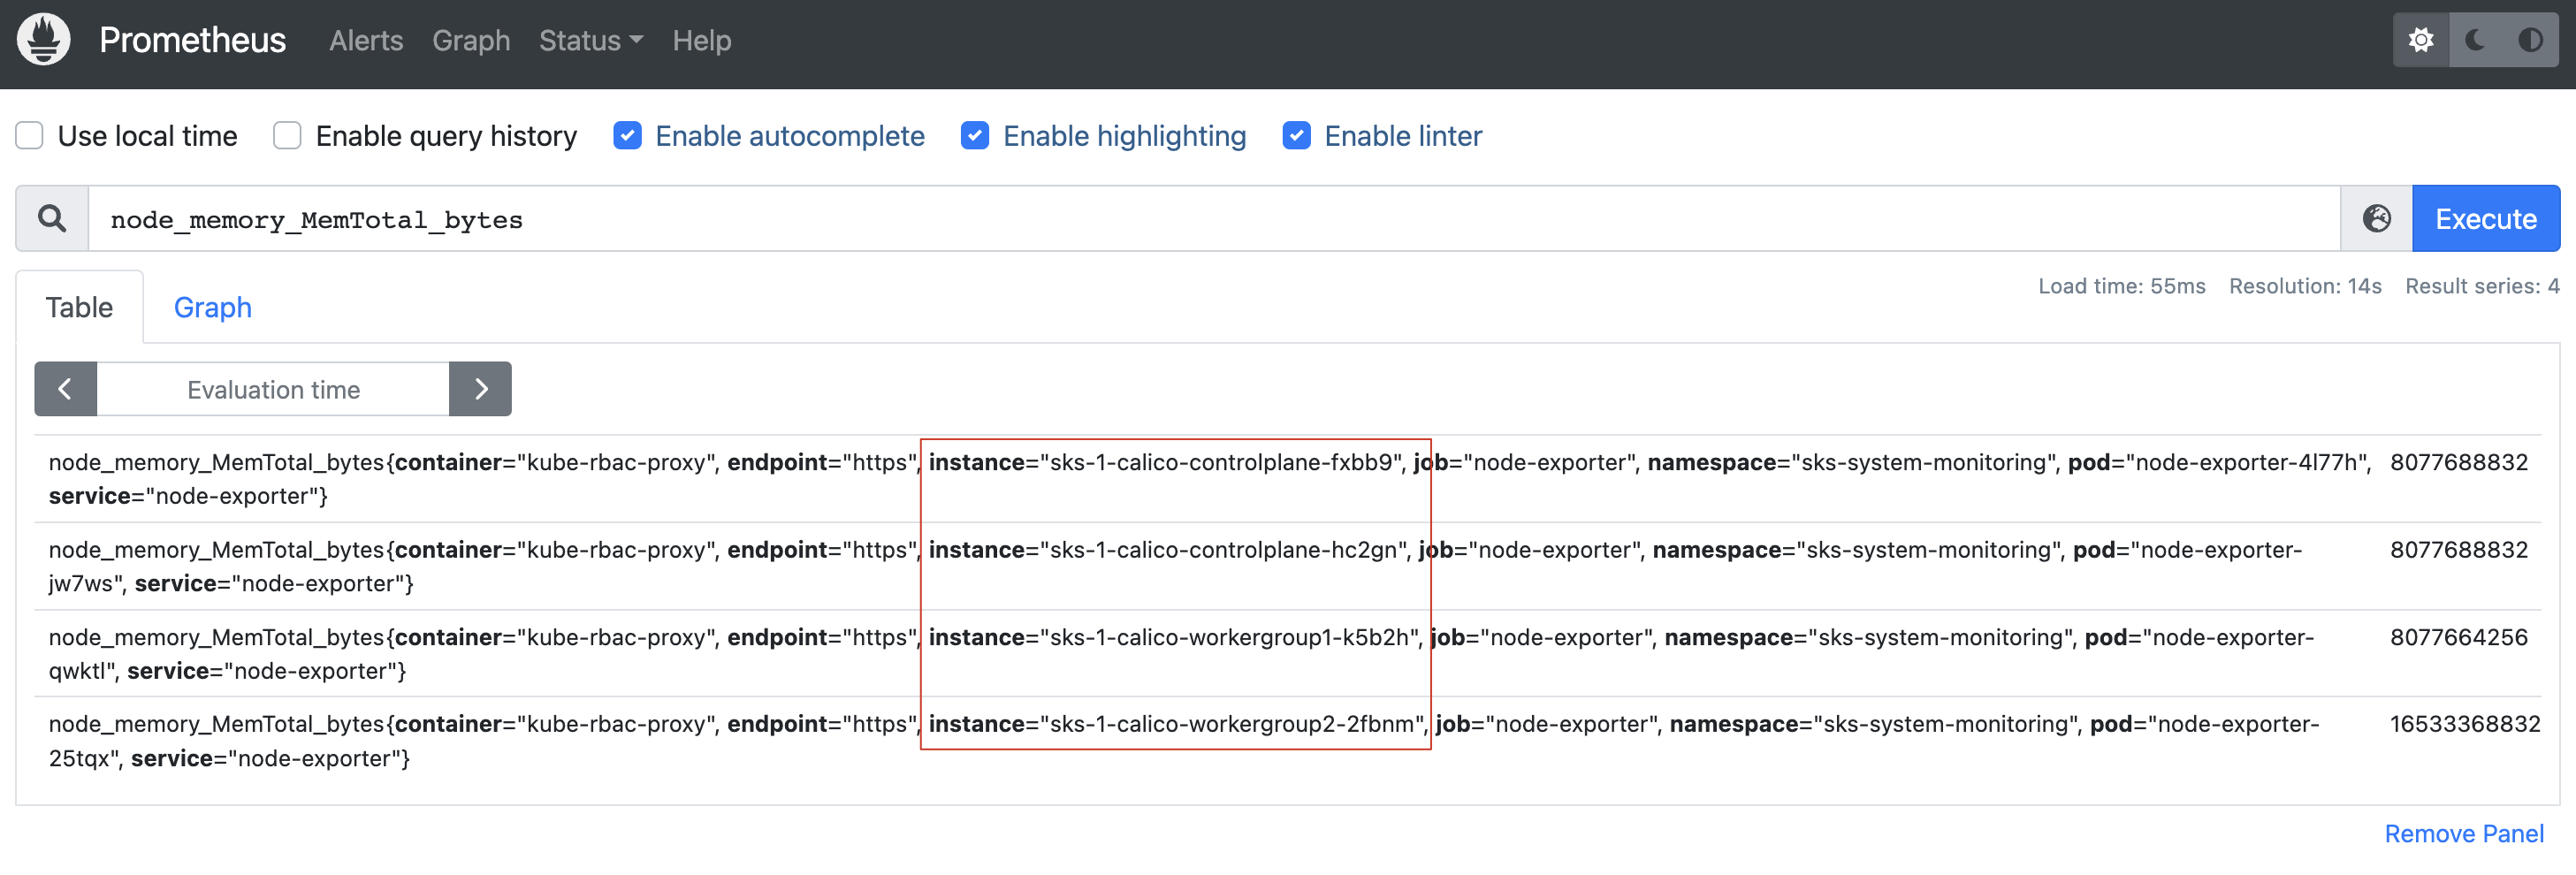 Prometheus Alerts Graph Status Help
Use local time Enable query history Enable autocomplete Enable highlighting Enable linter
node_memory_MemTotal_bytes Execute
Load time: 55ms Resolution: 14s Result series: 4
Table Graph
Evaluation time
node_memory_MemTotal_bytes{container="kube-rbac-proxy", endpoint="https", instance="sks-1-calico-controlplane-fxbb9", job="node-exporter", namespace="sks-system-monitoring", pod="node-exporter-4l77h", 8077688832
service="node-exporter"}
node_memory_MemTotal_bytes{container="kube-rbac-proxy", endpoint="https", instance="sks-1-calico-controlplane-hc2gn", job="node-exporter", namespace="sks-system-monitoring", pod="node-exporter- 8077688832
jw7ws", service="node-exporter"}
node_memory_MemTotal_bytes{container="kube-rbac-proxy", endpoint="https", instance="sks-1-calico-workergroup1-k5b2h", job="node-exporter", namespace="sks-system-monitoring", pod="node-exporter- 8077664256
qwktl", service="node-exporter"}
node_memory_MemTotal_bytes{container="kube-rbac-proxy", endpoint="https", instance="sks-1-calico-workergroup2-2fbnm", job="node-exporter", namespace="sks-system-monitoring", pod="node-exporter- 16533368832
25tqx", service="node-exporter"}
Remove Panel